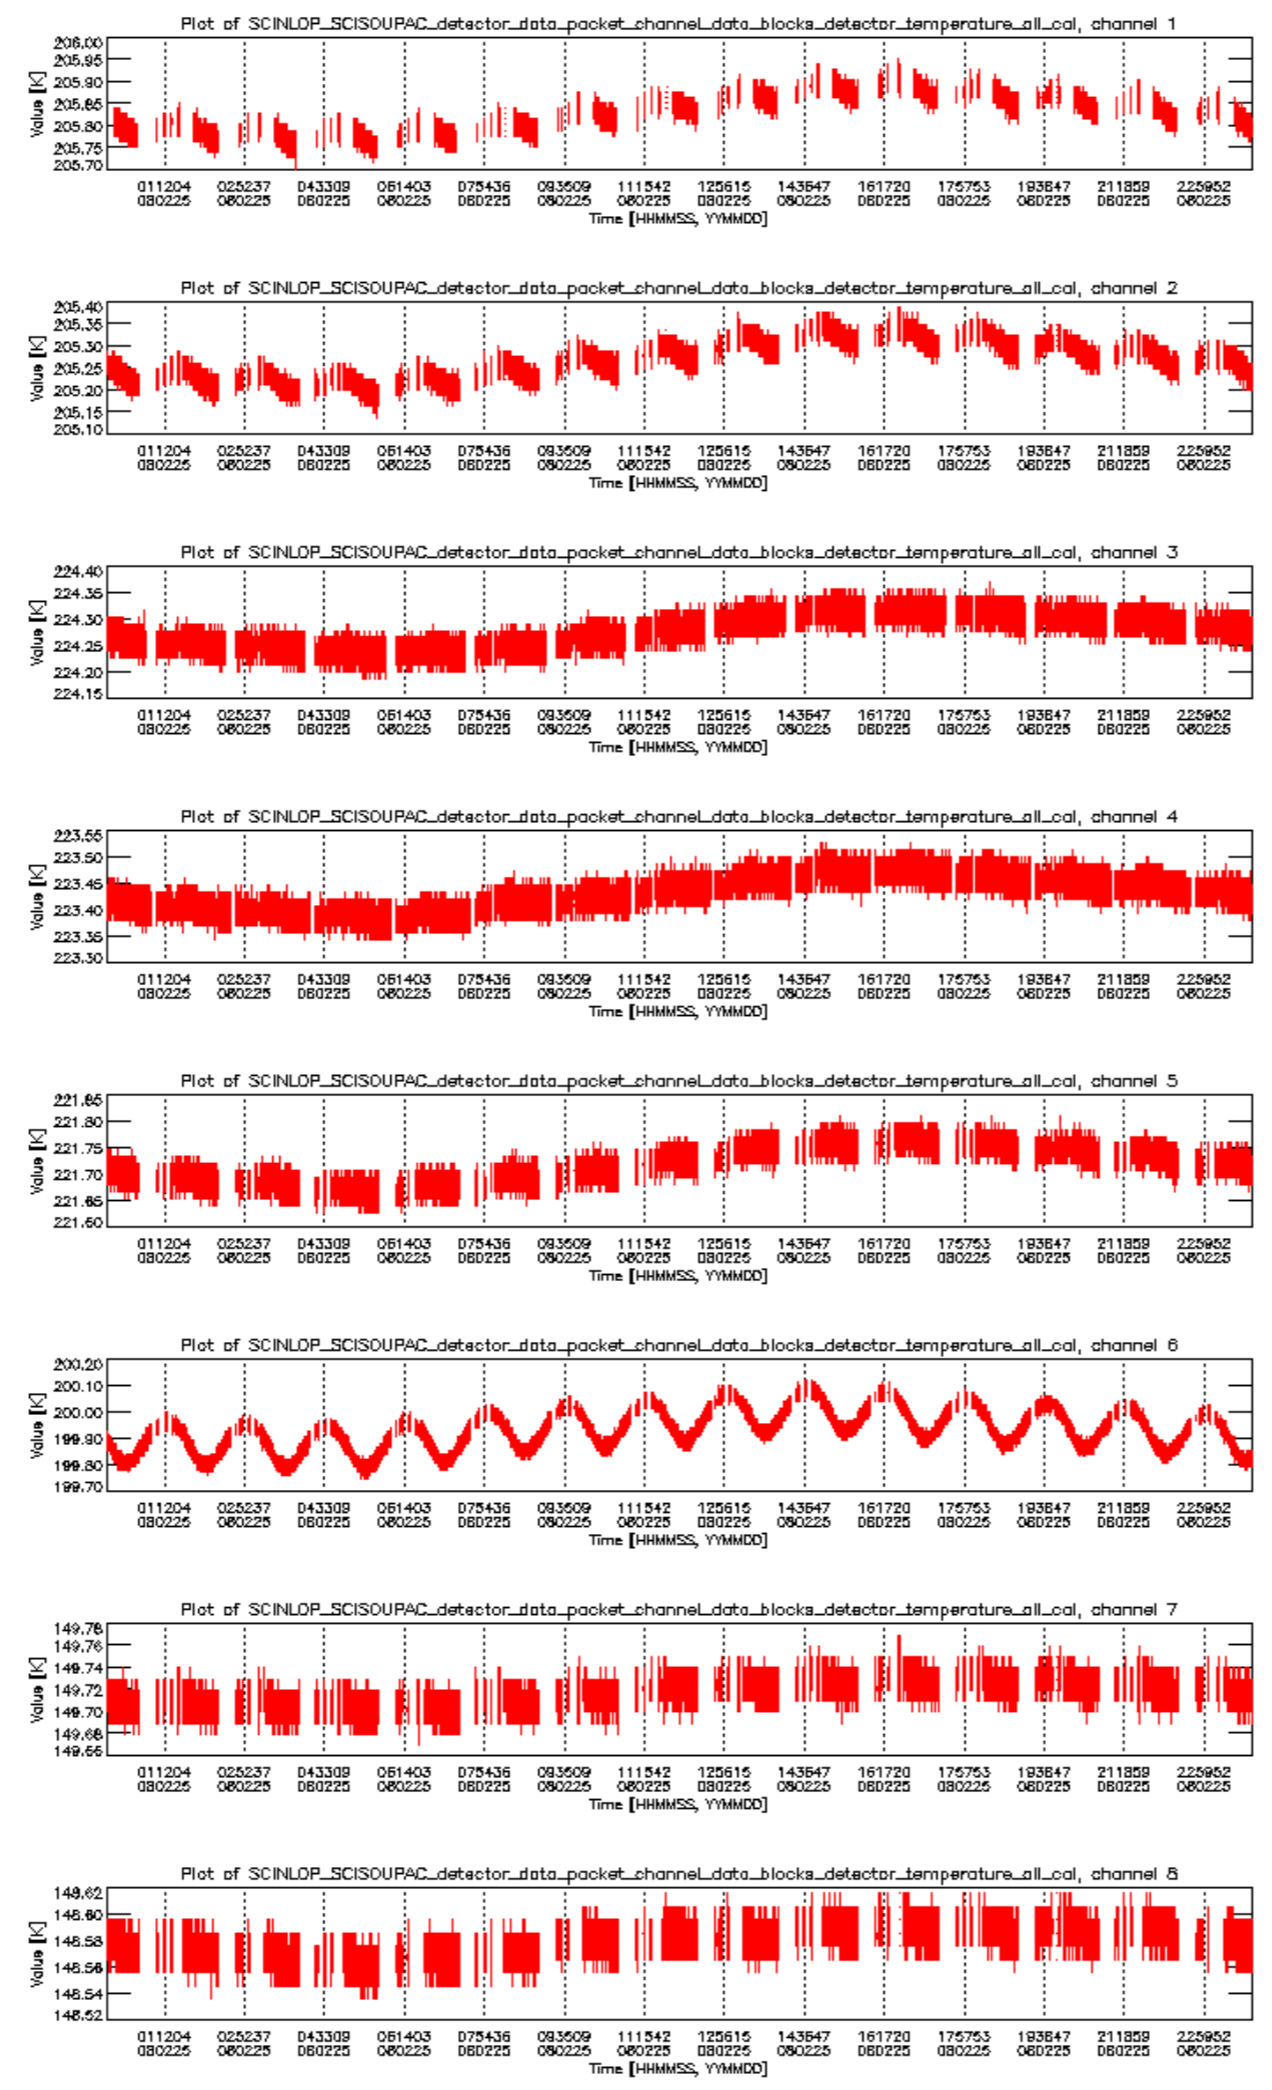 Plot of SCINLOP_SCISOUPAC_detector_data_packet_channel_data_blocks_detector_temperature_all_cal, channel 1
206.00
205.95
205.90
205.85
205.80
205.75
205.70
Value [K]
011204 025237 043309 061403 075436 093509 111542 125615 143647 161720 175753 193847 211859 225952
080225 080225 080225 080225 080225 080225 080225 080225 080225 080225 080225 080225 080225 080225
Time [HHMMSS, YYMMDD]
Plot of SCINLOP_SCISOUPAC_detector_data_packet_channel_data_blocks_detector_temperature_all_cal, channel 2
205.40
205.35
205.30
205.25
205.20
205.15
205.10
Value [K]
011204 025237 043309 061403 075436 093509 111542 125615 143647 161720 175753 193847 211859 225952
080225 080225 080225 080225 080225 080225 080225 080225 080225 080225 080225 080225 080225 080225
Time [HHMMSS, YYMMDD]
Plot of SCINLOP_SCISOUPAC_detector_data_packet_channel_data_blocks_detector_temperature_all_cal, channel 3
224.40
224.35
224.30
224.25
224.20
224.15
Value [K]
011204 025237 043309 061403 075436 093509 111542 125615 143647 161720 175753 193847 211859 225952
080225 080225 080225 080225 080225 080225 080225 080225 080225 080225 080225 080225 080225 080225
Time [HHMMSS, YYMMDD]
Plot of SCINLOP_SCISOUPAC_detector_data_packet_channel_data_blocks_detector_temperature_all_cal, channel 4
223.55
223.50
223.45
223.40
223.35
223.30
Value [K]
011204 025237 043309 061403 075436 093509 111542 125615 143647 161720 175753 193847 211859 225952
080225 080225 080225 080225 080225 080225 080225 080225 080225 080225 080225 080225 080225 080225
Time [HHMMSS, YYMMDD]
Plot of SCINLOP_SCISOUPAC_detector_data_packet_channel_data_blocks_detector_temperature_all_cal, channel 5
221.85
221.80
221.75
221.70
221.65
221.60
Value [K]
011204 025237 043309 061403 075436 093509 111542 125615 143647 161720 175753 193847 211859 225952
080225 080225 080225 080225 080225 080225 080225 080225 080225 080225 080225 080225 080225 080225
Time [HHMMSS, YYMMDD]
Plot of SCINLOP_SCISOUPAC_detector_data_packet_channel_data_blocks_detector_temperature_all_cal, channel 6
200.20
200.10
200.00
199.90
199.80
199.70
Value [K]
011204 025237 043309 061403 075436 093509 111542 125615 143647 161720 175753 193847 211859 225952
080225 080225 080225 080225 080225 080225 080225 080225 080225 080225 080225 080225 080225 080225
Time [HHMMSS, YYMMDD]
Plot of SCINLOP_SCISOUPAC_detector_data_packet_channel_data_blocks_detector_temperature_all_cal, channel 7
149.78
149.76
149.74
149.72
149.70
149.68
149.66
Value [K]
011204 025237 043309 061403 075436 093509 111542 125615 143647 161720 175753 193847 211859 225952
080225 080225 080225 080225 080225 080225 080225 080225 080225 080225 080225 080225 080225 080225
Time [HHMMSS, YYMMDD]
Plot of SCINLOP_SCISOUPAC_detector_data_packet_channel_data_blocks_detector_temperature_all_cal, channel 8
148.62
148.60
148.58
148.56
148.54
148.52
Value [K]
011204 025237 043309 061403 075436 093509 111542 125615 143647 161720 175753 193847 211859 225952
080225 080225 080225 080225 080225 080225 080225 080225 080225 080225 080225 080225 080225 080225
Time [HHMMSS, YYMMDD]